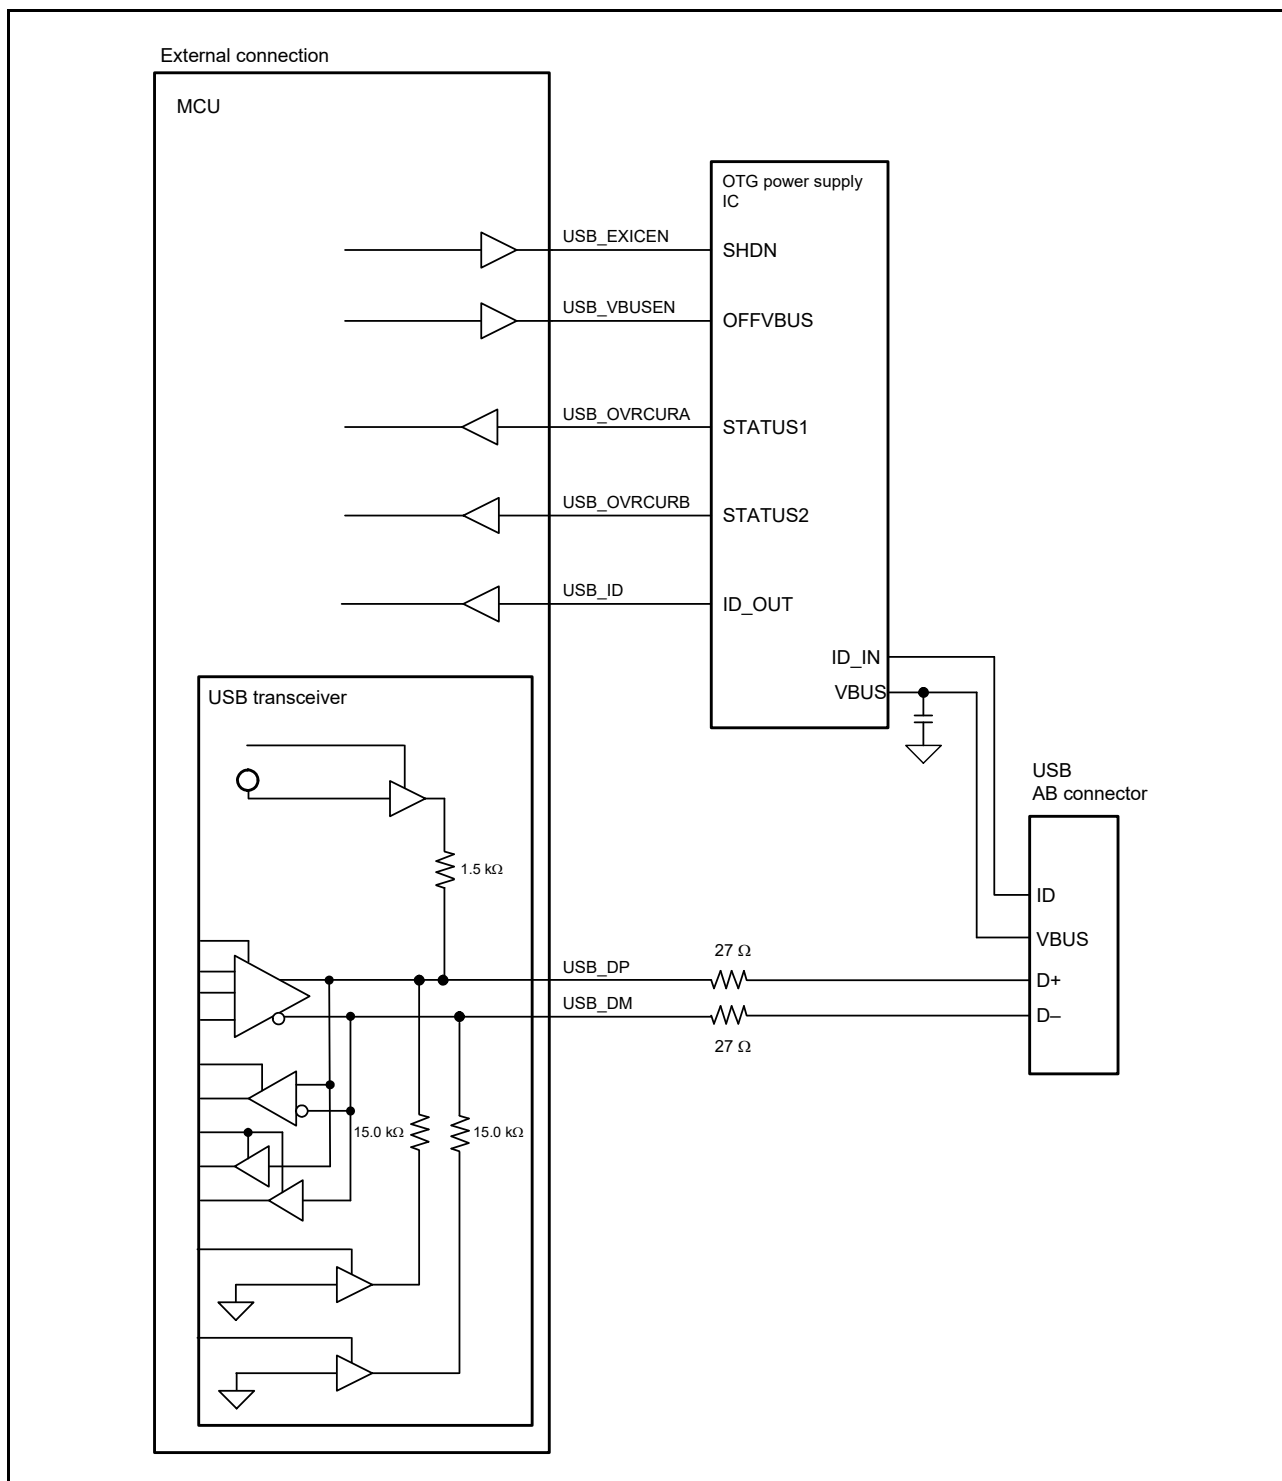 External connection
MCU
OTG power supply
IC
USB_EXICEN
SHDN
USB_VBUSEN
OFFVBUS
USB_OVRCURA
STATUS1
USB_OVRCURB
STATUS2
USB_ID
ID_OUT
ID_IN
VBUS
USB transceiver
USB
AB connector
1.5 kΩ
ID
VBUS
27 Ω
USB_DP
D+
USB_DM
D–
27 Ω
15.0 kΩ
15.0 kΩ